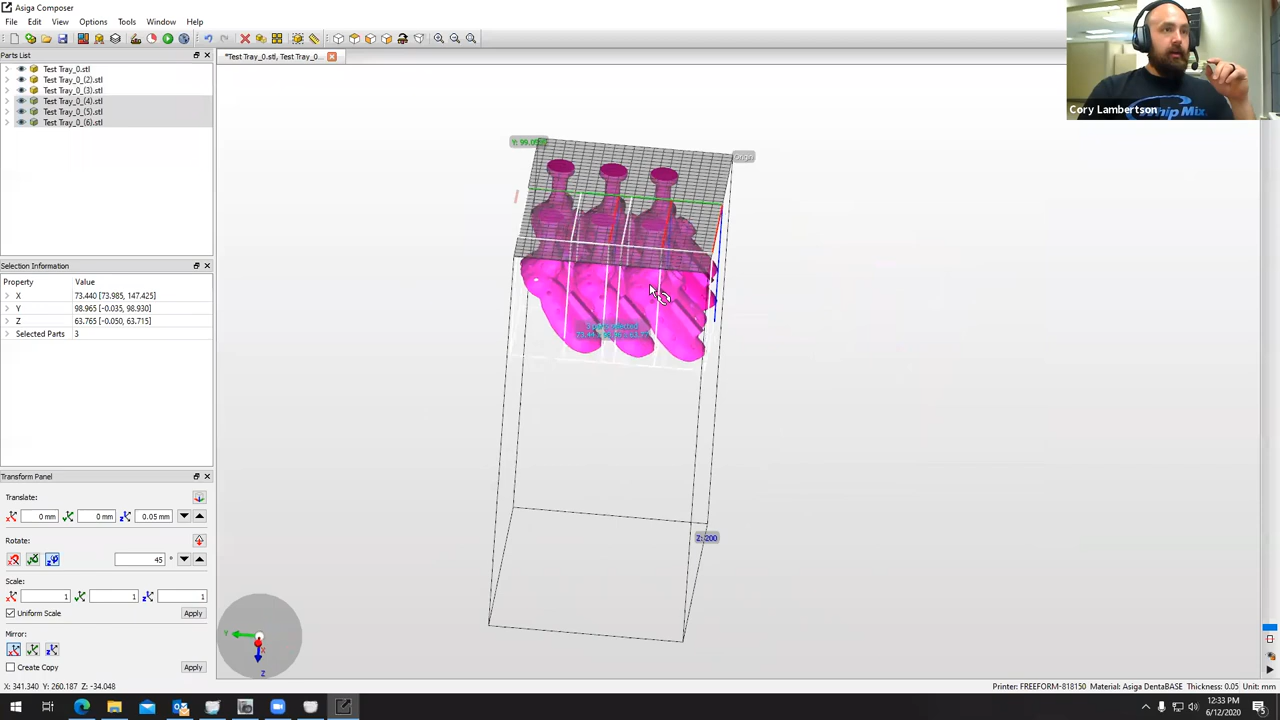 Asiga Composer
File Edit View Options Tools Window Help
Parts List
*Test Tray_0.stl, Test Tray_0...
Test Tray_0.stl
Test Tray_0_(2).stl
Test Tray_0_(3).stl
Test Tray_0_(4).stl
Test Tray_0_(5).stl
Test Tray_0_(6).stl
Cory Lambertson
Whip Mix
Origin
Selection Information
Property Value
X 73.440 [73.985, 147.425]
Y 98.965 [-0.035, 98.930]
Z 63.765 [-0.050, 63.715]
Selected Parts 3
Z: 200
Transform Panel
Translate:
0 mm 0 mm 0.05 mm
Rotate:
45 °
Scale:
1 1 1
Uniform Scale Apply
Mirror:
Create Copy Apply
Y
X
Z
X: 341.340 Y: 260.187 Z: -34.048
Printer: FREEFORM-818150 Material: Asiga DentaBASE Thickness: 0.05 Unit: mm
12:33 PM
6/12/2020